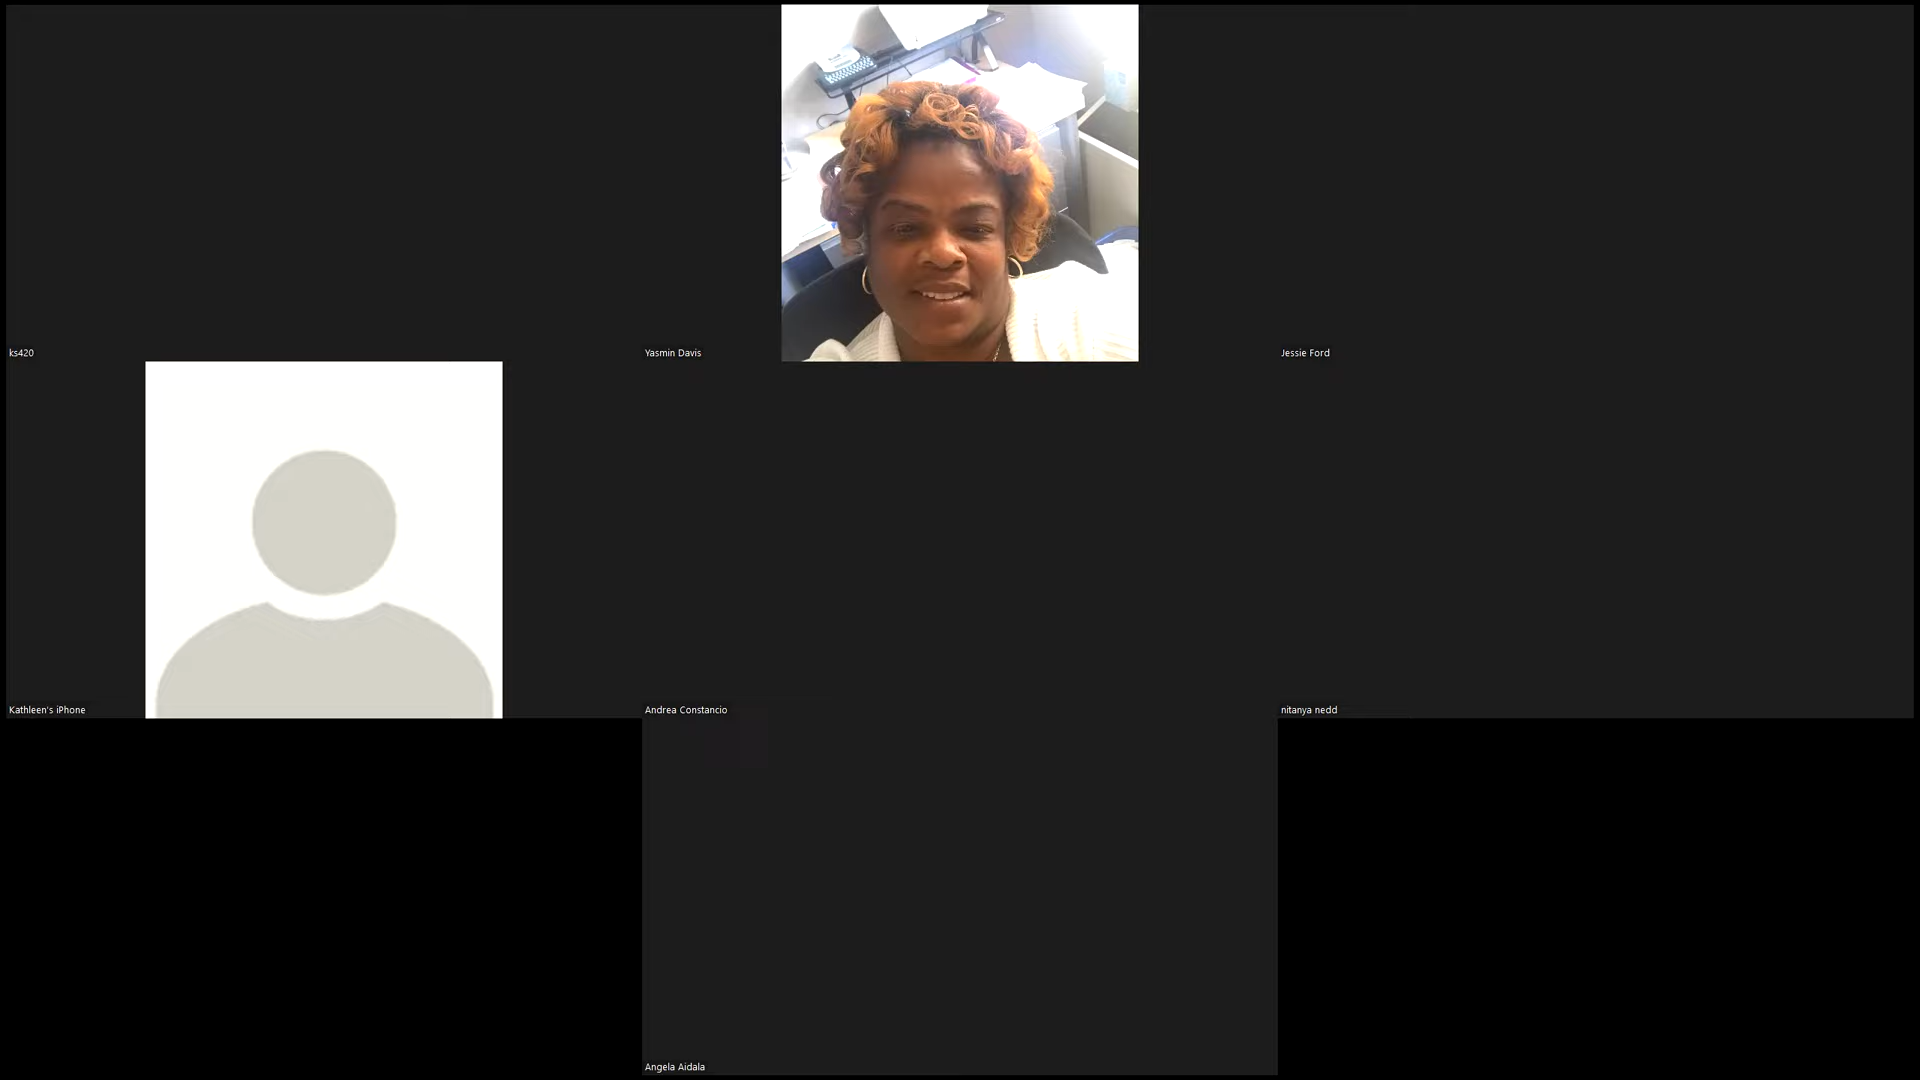 ks420
Yasmin Davis
Jessie Ford
Kathleen's iPhone
Andrea Constancio
nitanya nedd
Angela Aidala